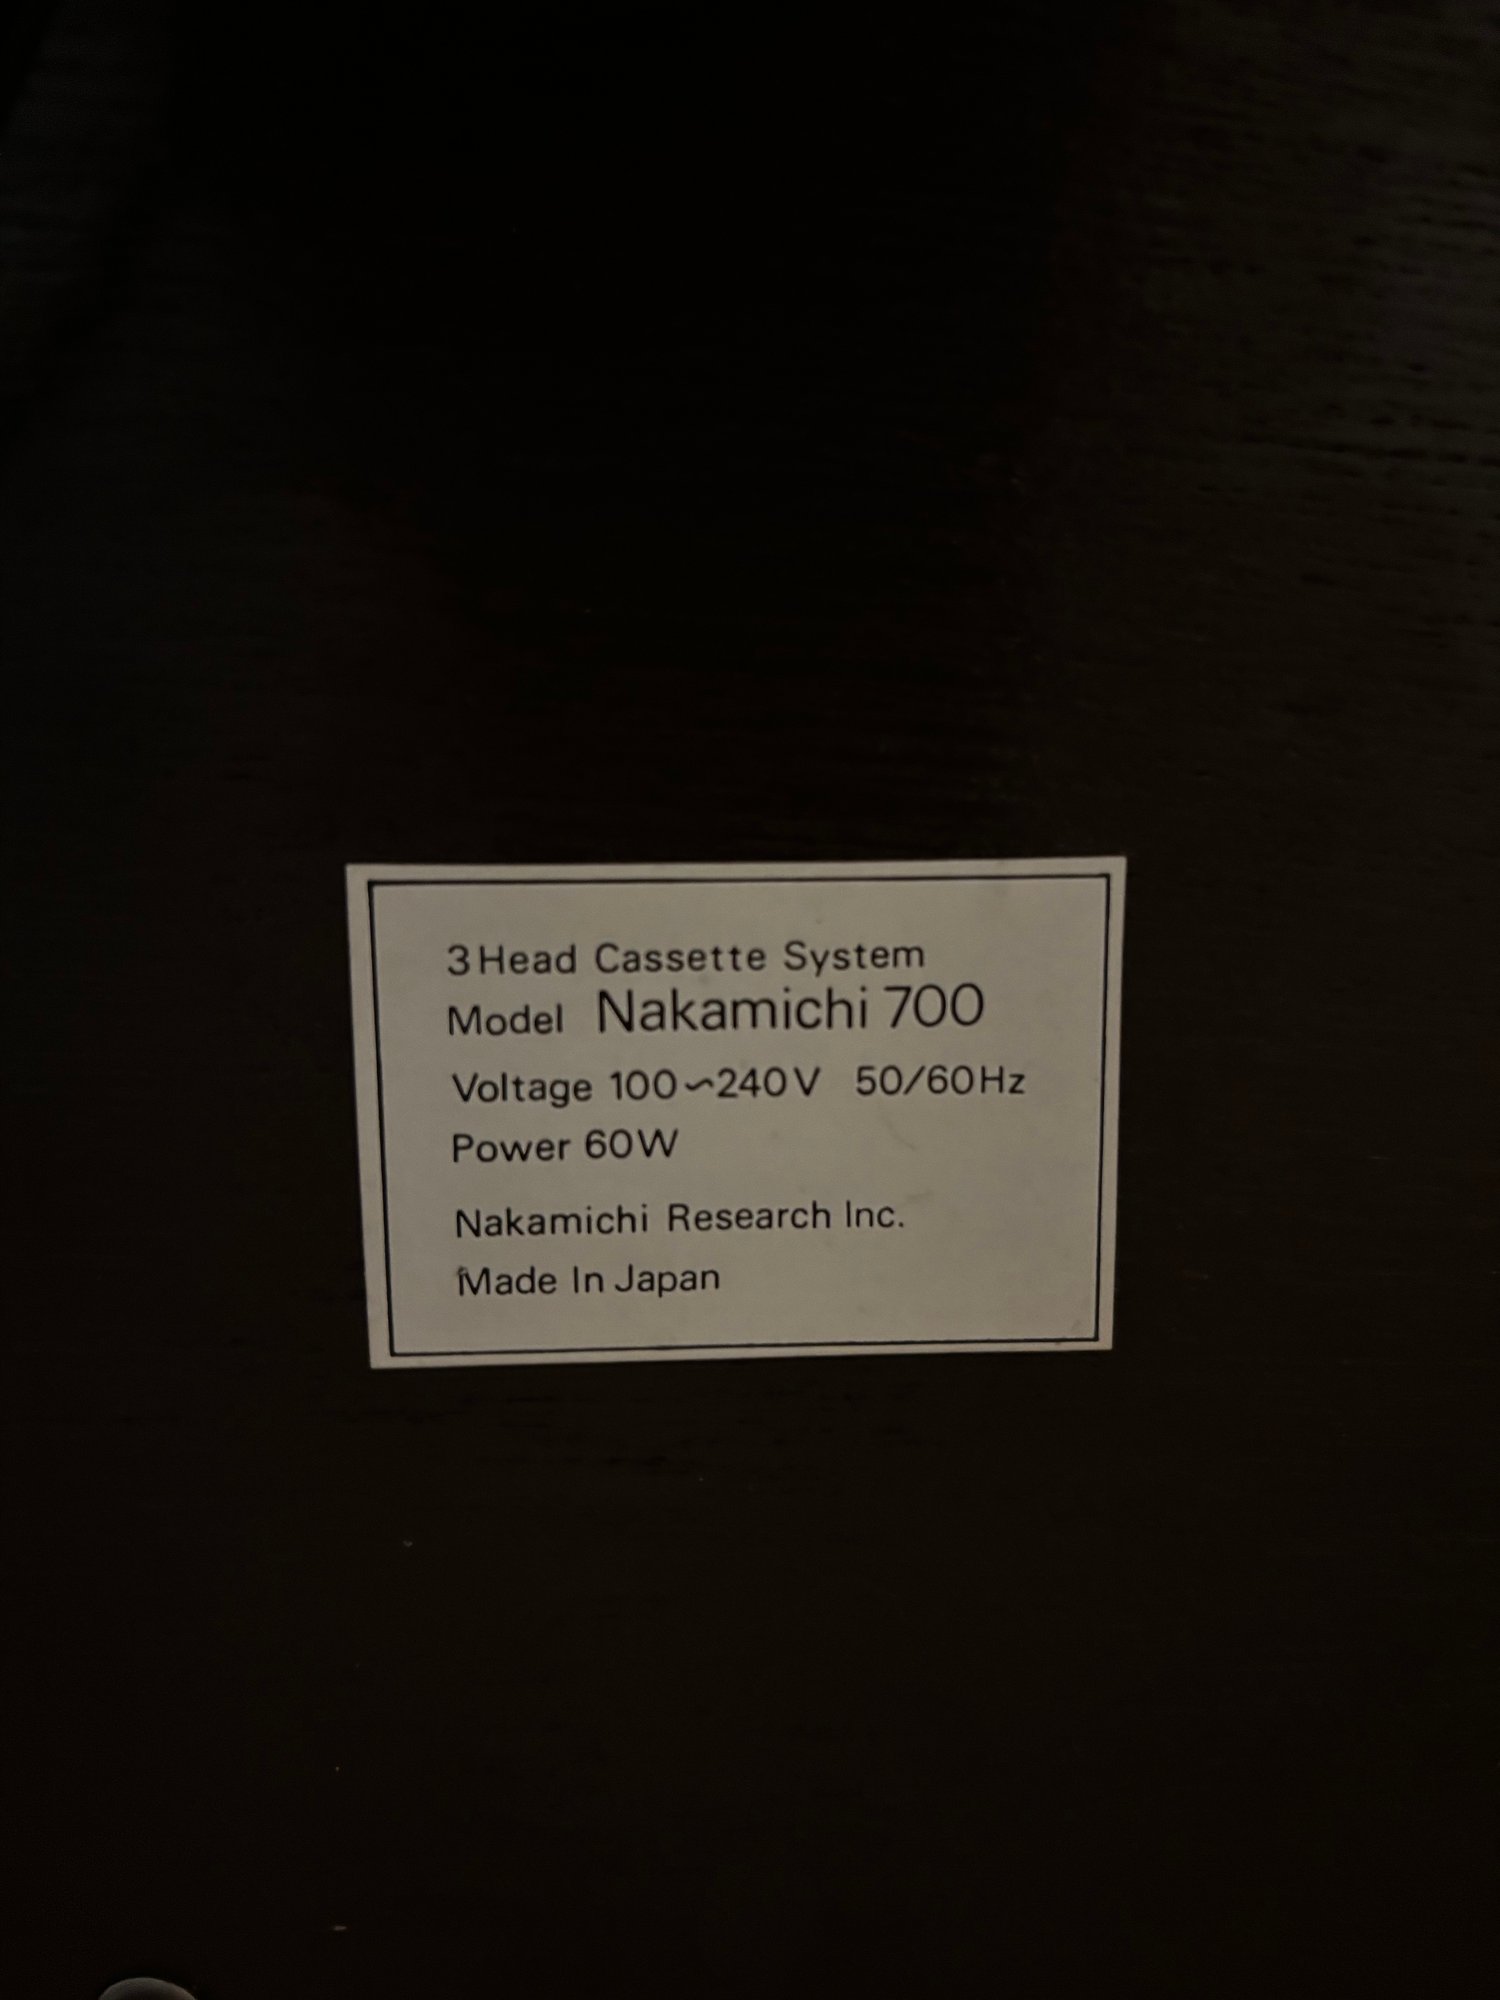 3 Head Cassette System
Model Nakamichi 700
Voltage 100~240V 50/60Hz
Power 60W
Nakamichi Research Inc.
Made In Japan